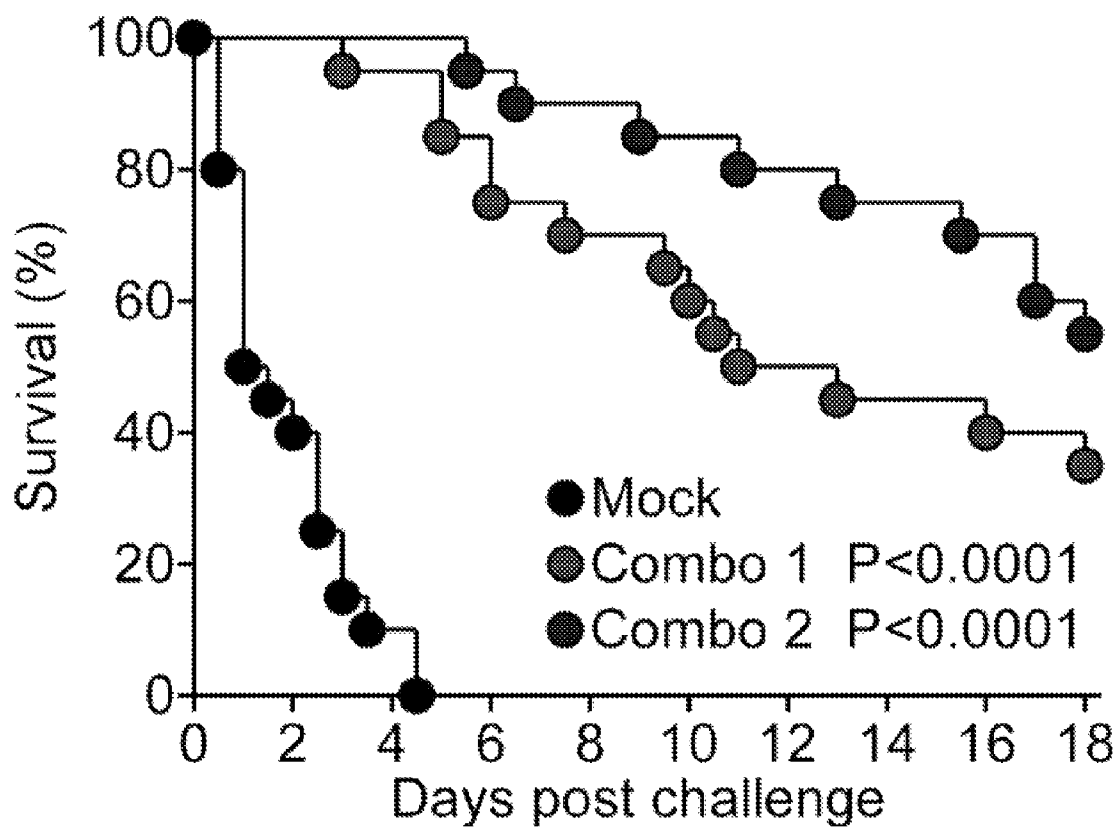 Survival (%)
100
80
60
40
20
0
Mock
Combo 1 P<0.0001
Combo 2 P<0.0001
0 2 4 6 8 10 12 14 16 18
Days post challenge